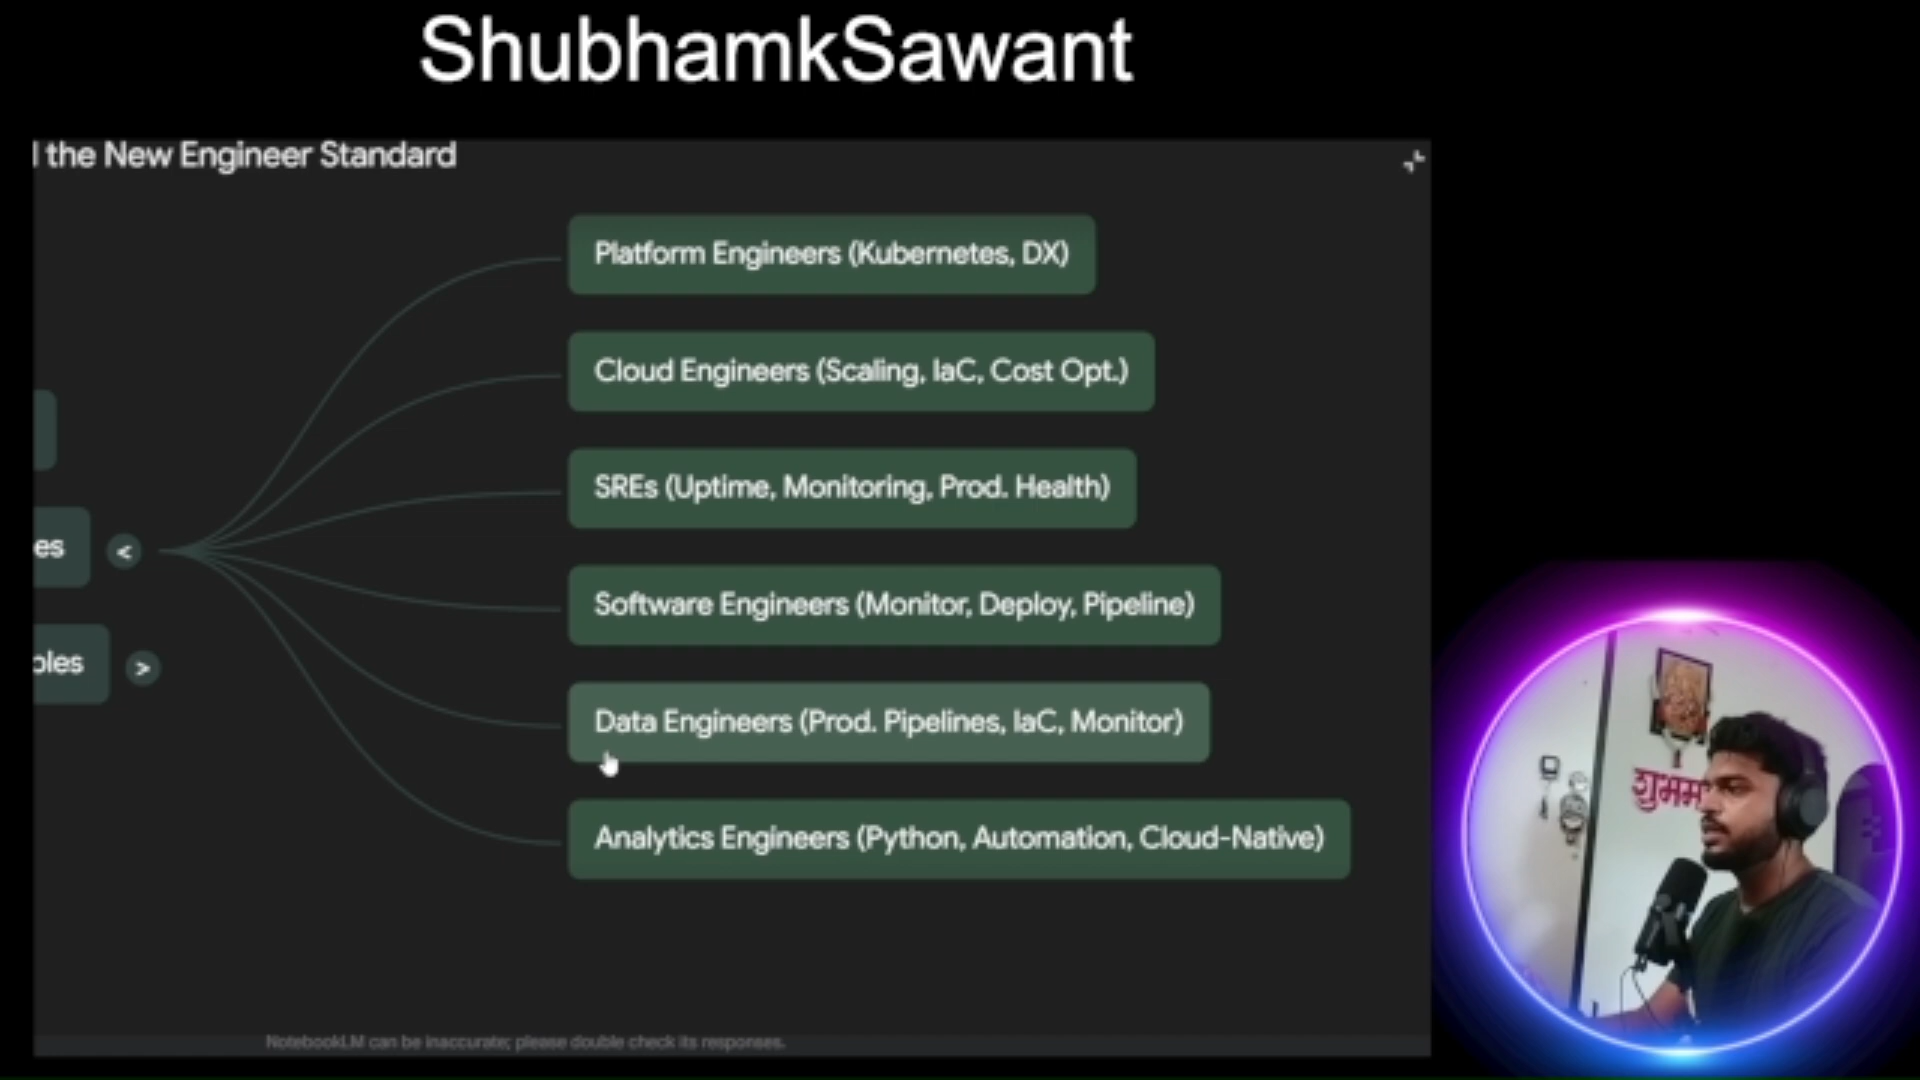 ShubhamkSawant
the New Engineer Standard
Platform Engineers (Kubernetes, DX)
Cloud Engineers (Scaling, IaC, Cost Opt.)
SREs (Uptime, Monitoring, Prod. Health)
es <
Software Engineers (Monitor, Deploy, Pipeline)
>
Data Engineers (Prod. Pipelines, IaC, Monitor)
Analytics Engineers (Python, Automation, Cloud-Native)
शुभम
NotebookLM can be inaccurate; please double check its responses.